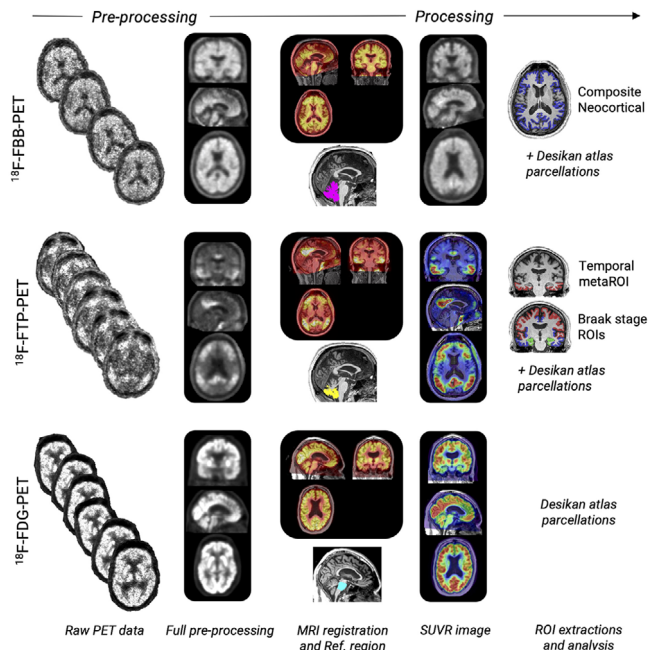 Pre-processing
Processing
18F-FBB-PET
Composite
Neocortical
+ Desikan atlas
parcellations
18F-FTP-PET
Temporal
metaROI
Braak stage
ROIs
+ Desikan atlas
parcellations
18F-FDG-PET
Desikan atlas
parcellations
Raw PET data
Full pre-processing
MRI registration
and Ref. region
SUVR image
ROI extractions
and analysis